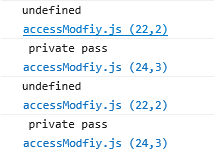 undefined
accessModfiy.js (22,2)
private pass
accessModfiy.js (24,3)
undefined
accessModfiy.js (22,2)
private pass
accessModfiy.js (24,3)